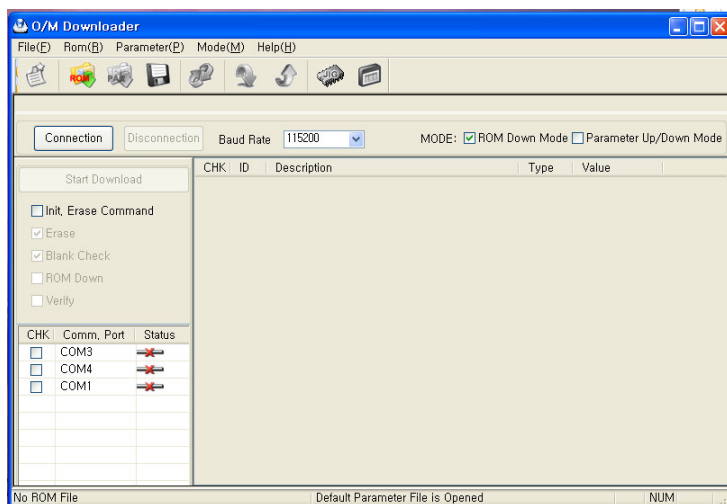 O/M Downloader
File(F) Rom(R) Parameter(P) Mode(M) Help(H)
ROM PAR JIG
Connection Disconnection Baud Rate 115200 MODE: ROM Down Mode Parameter Up/Down Mode
Start Download
CHK ID Description Type Value
Init, Erase Command
Erase
Blank Check
ROM Down
Verify
CHK Comm, Port Status
COM3
COM4
COM1
No ROM File Default Parameter File is Opened NUM